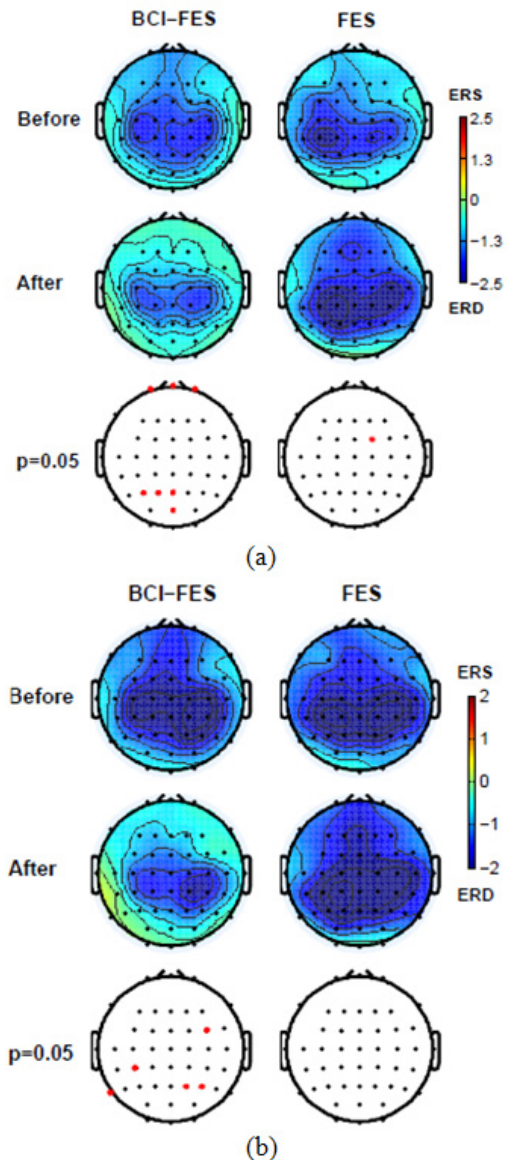 BCI–FES FES
Before
ERS
2.5
1.3
0
−1.3
−2.5
ERD
After
p=0.05
(a)
BCI–FES FES
Before
ERS
2
1
0
−1
−2
ERD
After
p=0.05
(b)